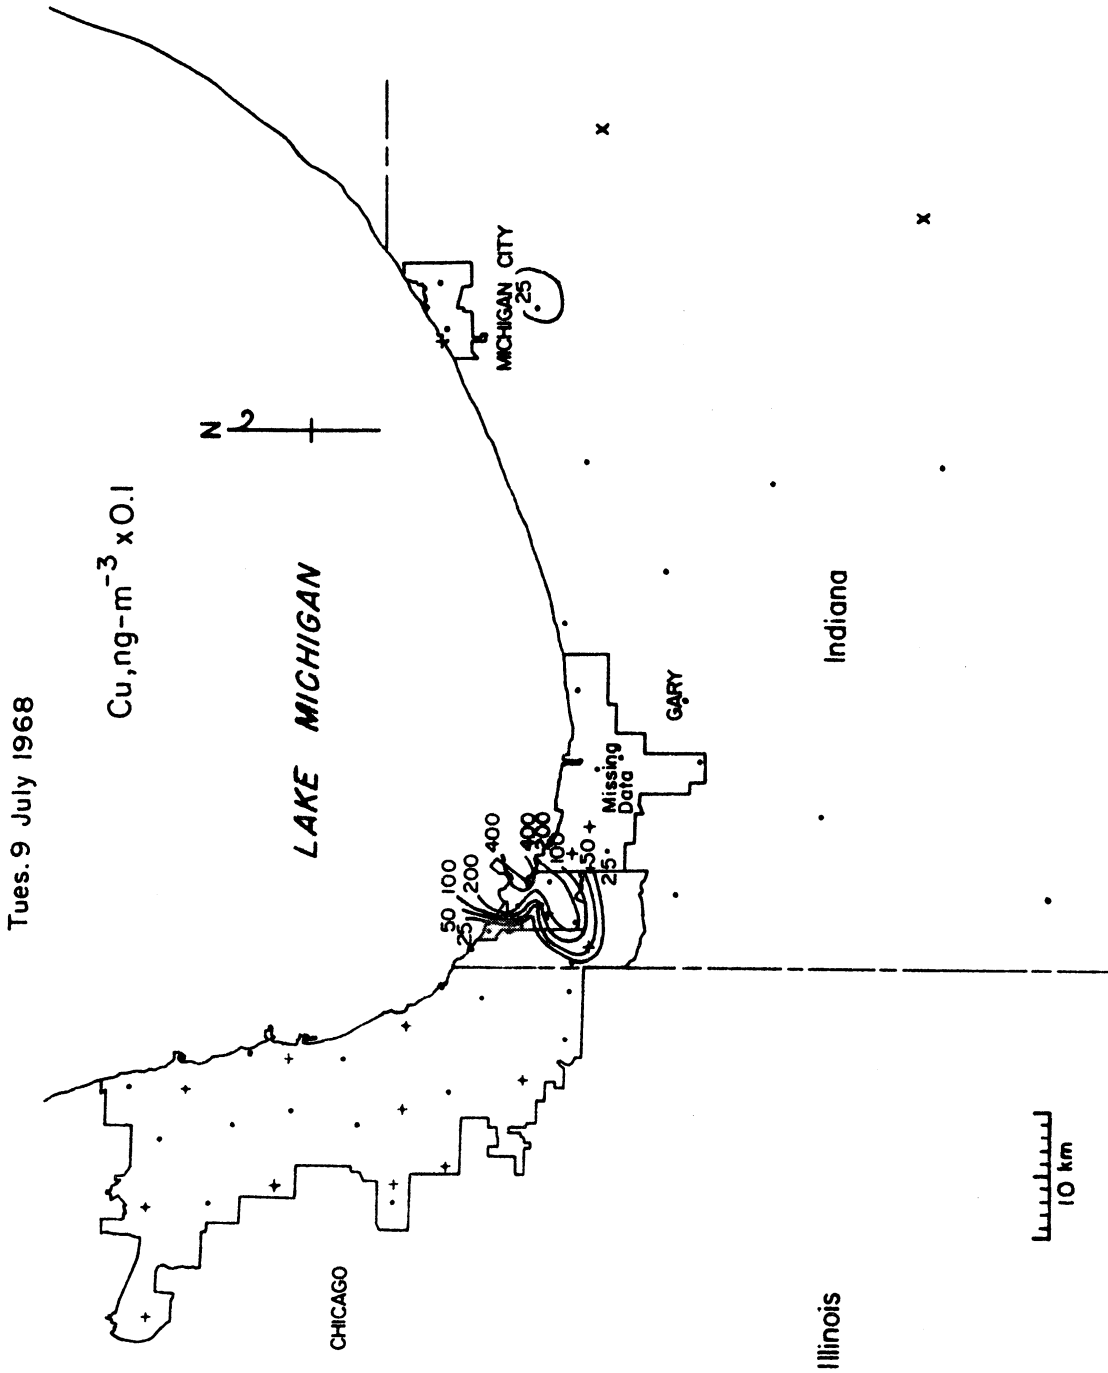 Tues. 9 July 1968
Cu, ng-m⁻³ x 0.1
N
LAKE MICHIGAN
MICHIGAN CITY
25
400
400
200
100
50
25
50
100
200
25
Missing
Data
GARY
CHICAGO
Indiana
Illinois
10 km